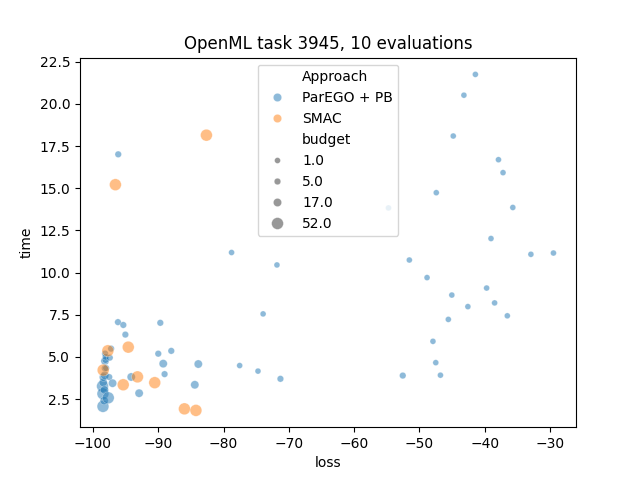 OpenML task 3945, 10 evaluations
22.5
20.0
17.5
15.0
12.5
10.0
7.5
5.0
2.5
time
Approach
ParEGO + PB
SMAC
budget
1.0
5.0
17.0
52.0
−100 −90 −80 −70 −60 −50 −40 −30
loss